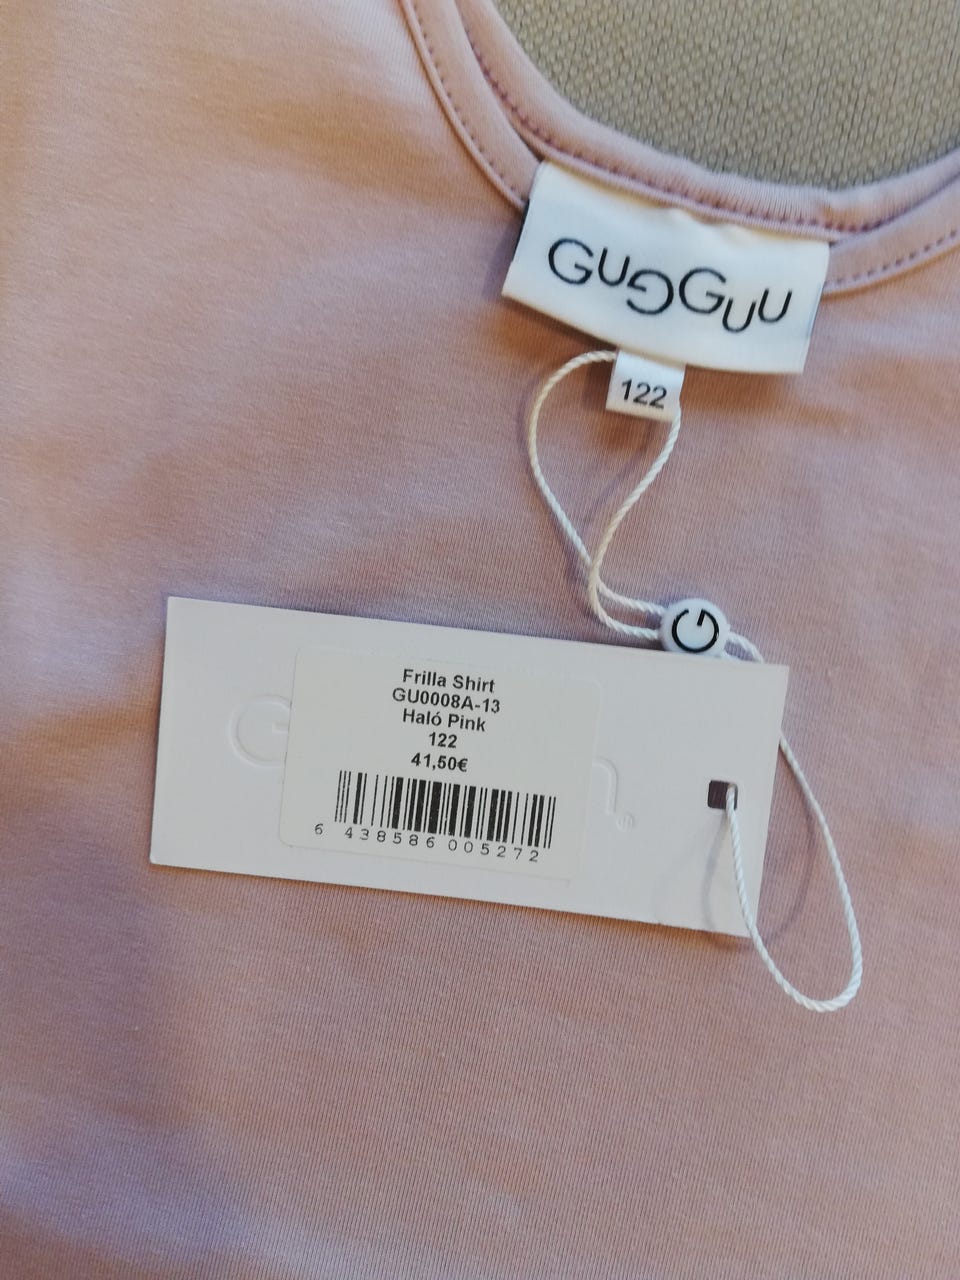 GUGGUU
122
G
Frilla Shirt
GU0008A-13
Haló Pink
122
41,50€
6 438586 005272